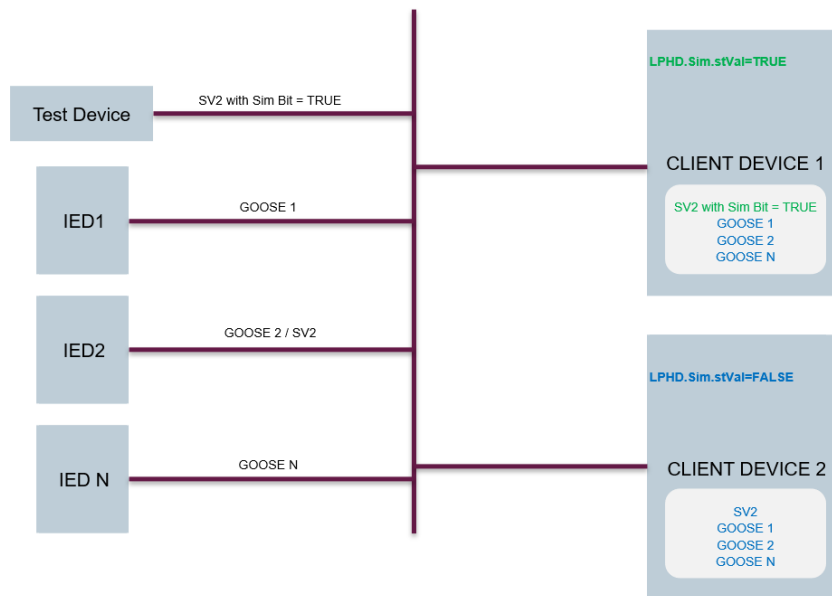 Test Device
SV2 with Sim Bit = TRUE
IED1
GOOSE 1
IED2
GOOSE 2 / SV2
IED N
GOOSE N
LPHD.Sim.stVal=TRUE
CLIENT DEVICE 1
SV2 with Sim Bit = TRUE
GOOSE 1
GOOSE 2
GOOSE N
LPHD.Sim.stVal=FALSE
CLIENT DEVICE 2
SV2
GOOSE 1
GOOSE 2
GOOSE N